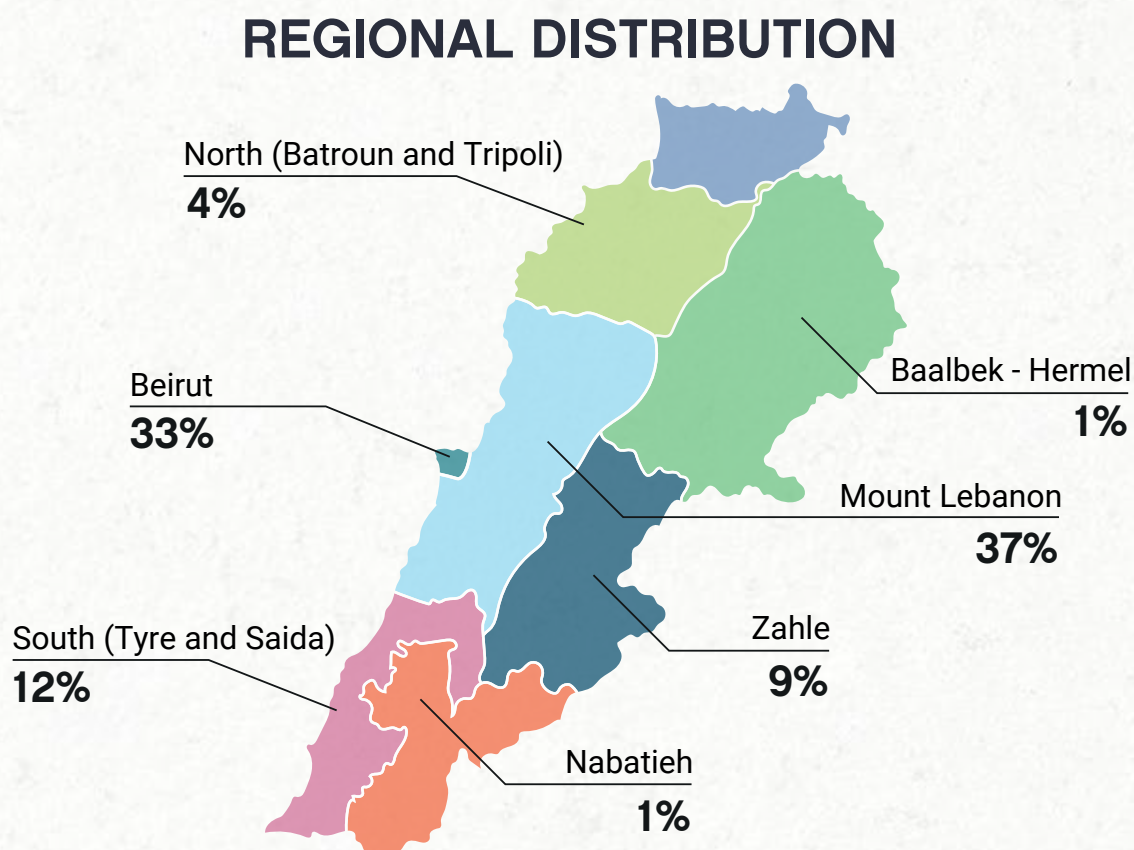 REGIONAL DISTRIBUTION
North (Batroun and Tripoli)
4%
Baalbek - Hermel
1%
Beirut
33%
Mount Lebanon
37%
Zahle
9%
South (Tyre and Saida)
12%
Nabatieh
1%